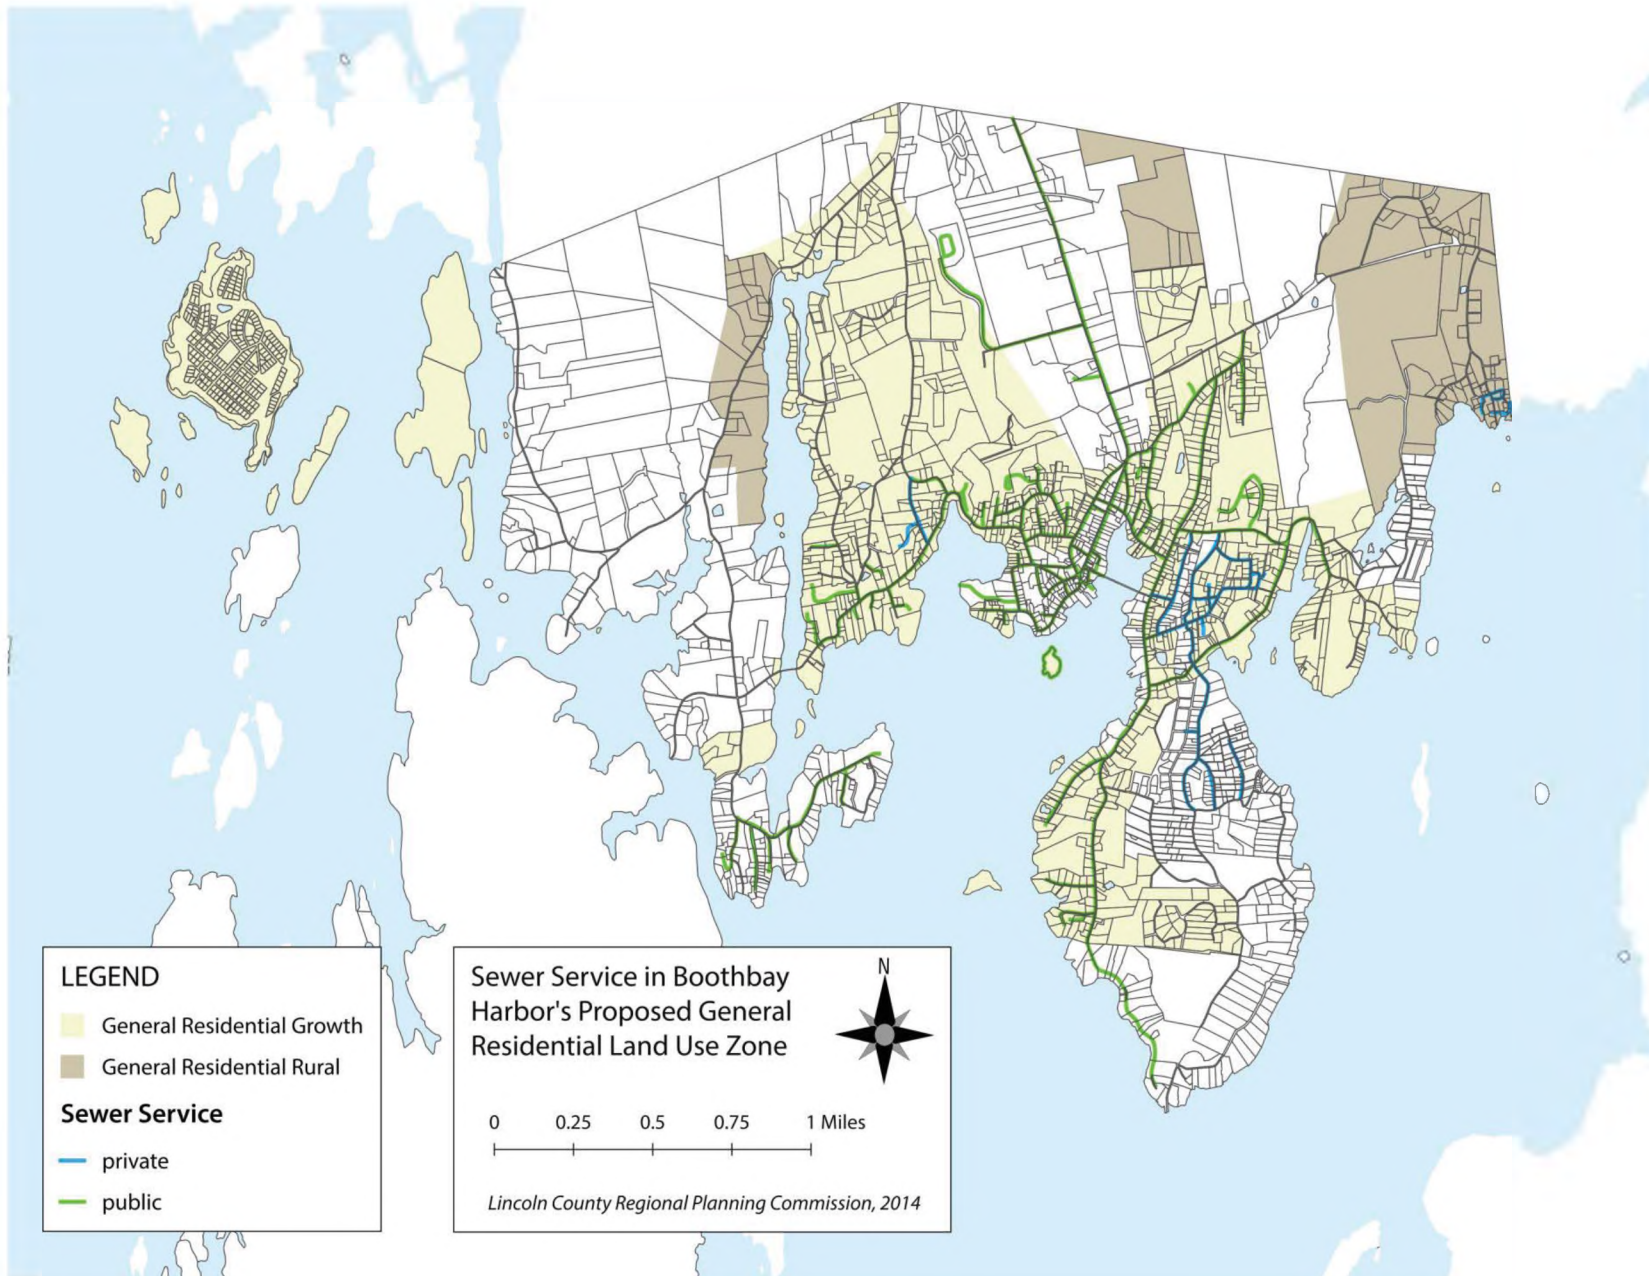 LEGEND
General Residential Growth
General Residential Rural
Sewer Service
private
public
Sewer Service in Boothbay
Harbor's Proposed General
Residential Land Use Zone
N
0 0.25 0.5 0.75 1 Miles
Lincoln County Regional Planning Commission, 2014